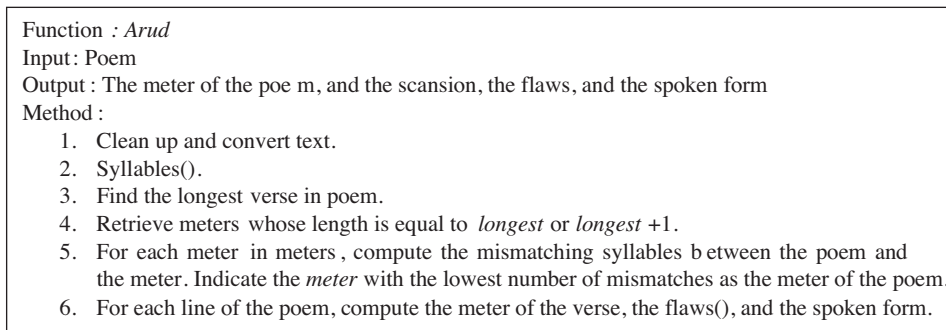 Function : Arud
Input: Poem
Output : The meter of the poe m, and the scansion, the flaws, and the spoken form
Method :
1. Clean up and convert text.
2. Syllables().
3. Find the longest verse in poem.
4. Retrieve meters whose length is equal to longest or longest +1.
5. For each meter in meters , compute the mismatching syllables b etween the poem and
the meter. Indicate the meter with the lowest number of mismatches as the meter of the poem.
6. For each line of the poem, compute the meter of the verse, the flaws(), and the spoken form.